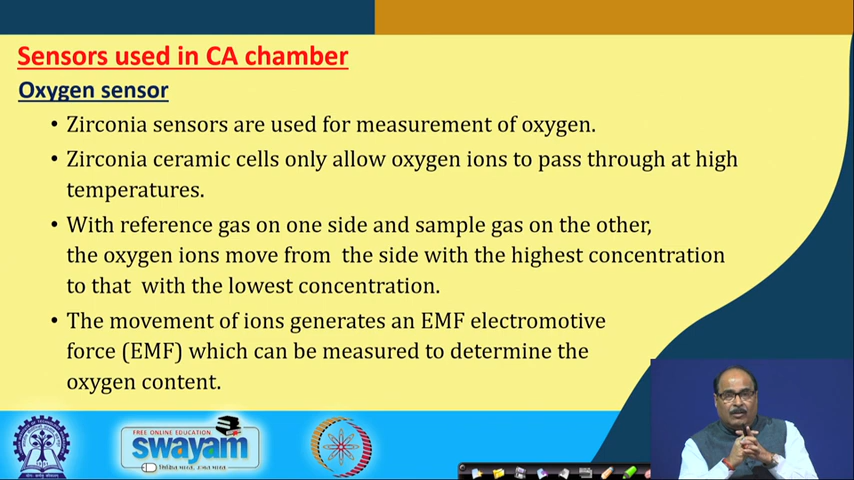 Sensors used in CA chamber
Oxygen sensor
• Zirconia sensors are used for measurement of oxygen.
• Zirconia ceramic cells only allow oxygen ions to pass through at high
temperatures.
• With reference gas on one side and sample gas on the other,
the oxygen ions move from the side with the highest concentration
to that with the lowest concentration.
• The movement of ions generates an EMF electromotive
force (EMF) which can be measured to determine the
oxygen content.
FREE ONLINE EDUCATION
swayam